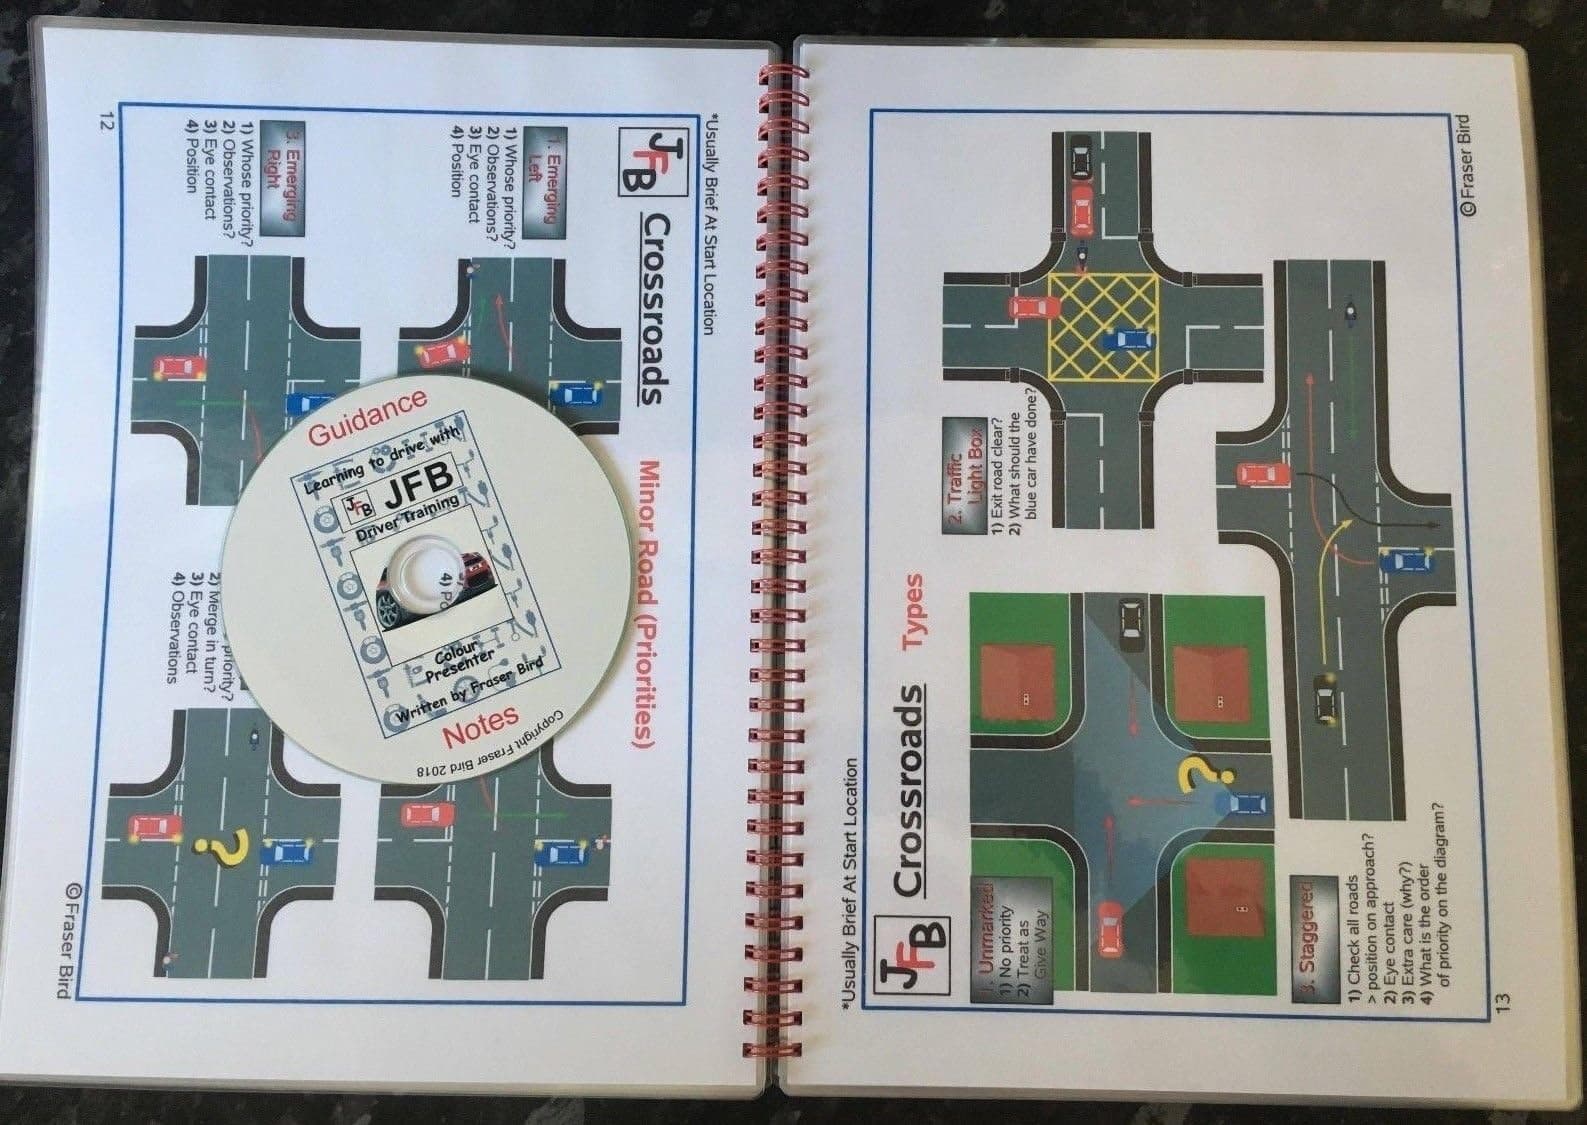 *Usually Brief At Start Location
JFB
Crossroads
Minor Road (Priorities)
1. Emerging
Left
1) Whose priority?
2) Observations?
3) Eye contact
4) Position
4) Po
3. Emerging
Right
1) Whose priority?
2) Observations?
3) Eye contact
4) Position
priority?
2) Merge in turn?
3) Eye contact
4) Observations
?
12
©Fraser Bird
Guidance
Learning to drive with
JFB
JFB
Driver Training
Colour
Presenter
Written by Fraser Bird
Notes
Copyright Fraser Bird 2018
*Usually Brief At Start Location
JFB
Crossroads
Types
1. Unmarked
1) No priority
2) Treat as
Give Way
?
2. Traffic
Light Box
1) Exit road clear?
2) What should the
blue car have done?
3. Staggered
1) Check all roads
> position on approach?
2) Eye contact
3) Extra care (why?)
4) What is the order
of priority on the diagram?
13
©Fraser Bird